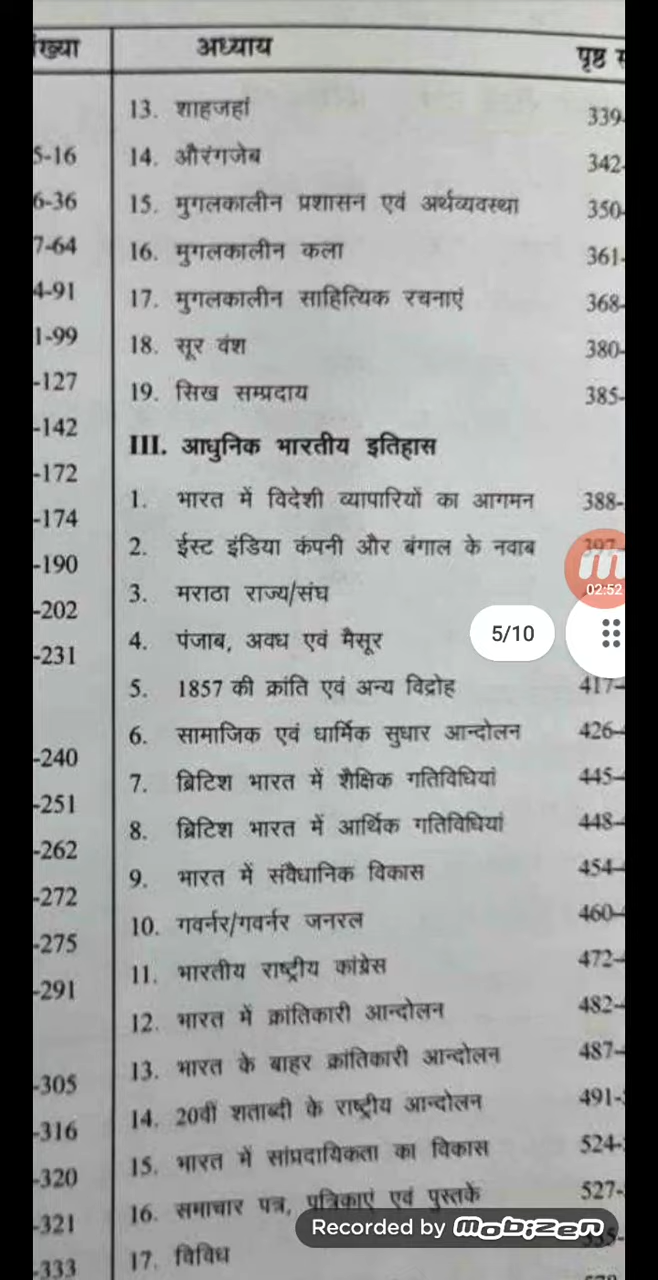 ंख्या अध्याय पृष्ठ
13. शाहजहां 339-
5-16 14. औरंगजेब 342-
6-36 15. मुगलकालीन प्रशासन एवं अर्थव्यवस्था 350-
7-64 16. मुगलकालीन कला 361-
4-91 17. मुगलकालीन साहित्यिक रचनाएं 368-
1-99 18. सूर वंश 380-
-127 19. सिख सम्प्रदाय 385-
-142 III. आधुनिक भारतीय इतिहास
-172 1. भारत में विदेशी व्यापारियों का आगमन 388-
-174 2. ईस्ट इंडिया कंपनी और बंगाल के नवाब 397-
-190 3. मराठा राज्य/संघ
02:52
-202 4. पंजाब, अवध एवं मैसूर
5/10
-231 5. 1857 की क्रांति एवं अन्य विद्रोह 417-
6. सामाजिक एवं धार्मिक सुधार आन्दोलन 426-
-240 7. ब्रिटिश भारत में शैक्षिक गतिविधियां 445-
-251 8. ब्रिटिश भारत में आर्थिक गतिविधियां 448-
-262 9. भारत में संवैधानिक विकास 454-
-272 10. गवर्नर/गवर्नर जनरल 460-
-275 11. भारतीय राष्ट्रीय कांग्रेस 472-
-291 12. भारत में क्रांतिकारी आन्दोलन 482-
13. भारत के बाहर क्रांतिकारी आन्दोलन 487-
-305 14. 20वीं शताब्दी के राष्ट्रीय आन्दोलन 491-
-316 15. भारत में सांप्रदायिकता का विकास 524-
-320 16. समाचार पत्र, पत्रिकाएं एवं पुस्तकें 527-
-321 Recorded by mobizen
-333 17. विविध